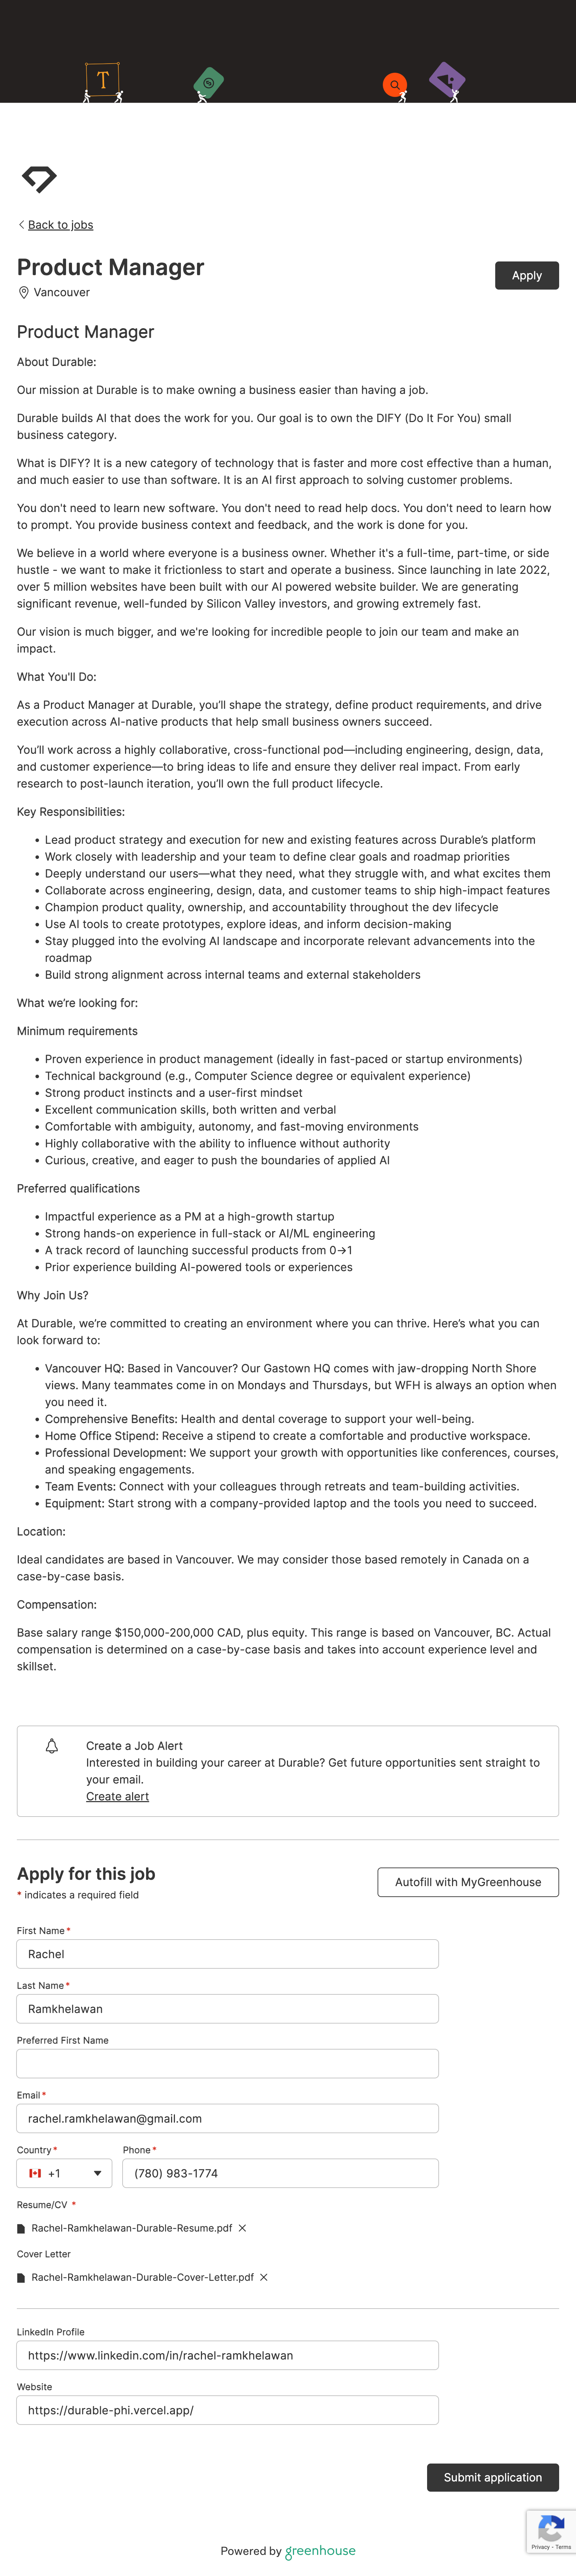 T
Back to jobs
Product Manager
Apply
Vancouver
Product Manager
About Durable:
Our mission at Durable is to make owning a business easier than having a job.
Durable builds AI that does the work for you. Our goal is to own the DIFY (Do It For You) small
business category.
What is DIFY? It is a new category of technology that is faster and more cost effective than a human,
and much easier to use than software. It is an AI first approach to solving customer problems.
You don't need to learn new software. You don't need to read help docs. You don't need to learn how
to prompt. You provide business context and feedback, and the work is done for you.
We believe in a world where everyone is a business owner. Whether it's a full-time, part-time, or side
hustle - we want to make it frictionless to start and operate a business. Since launching in late 2022,
over 5 million websites have been built with our AI powered website builder. We are generating
significant revenue, well-funded by Silicon Valley investors, and growing extremely fast.
Our vision is much bigger, and we're looking for incredible people to join our team and make an
impact.
What You'll Do:
As a Product Manager at Durable, you’ll shape the strategy, define product requirements, and drive
execution across AI-native products that help small business owners succeed.
You’ll work across a highly collaborative, cross-functional pod—including engineering, design, data,
and customer experience—to bring ideas to life and ensure they deliver real impact. From early
research to post-launch iteration, you’ll own the full product lifecycle.
Key Responsibilities:
• Lead product strategy and execution for new and existing features across Durable’s platform
• Work closely with leadership and your team to define clear goals and roadmap priorities
• Deeply understand our users—what they need, what they struggle with, and what excites them
• Collaborate across engineering, design, data, and customer teams to ship high-impact features
• Champion product quality, ownership, and accountability throughout the dev lifecycle
• Use AI tools to create prototypes, explore ideas, and inform decision-making
• Stay plugged into the evolving AI landscape and incorporate relevant advancements into the
roadmap
• Build strong alignment across internal teams and external stakeholders
What we’re looking for:
Minimum requirements
• Proven experience in product management (ideally in fast-paced or startup environments)
• Technical background (e.g., Computer Science degree or equivalent experience)
• Strong product instincts and a user-first mindset
• Excellent communication skills, both written and verbal
• Comfortable with ambiguity, autonomy, and fast-moving environments
• Highly collaborative with the ability to influence without authority
• Curious, creative, and eager to push the boundaries of applied AI
Preferred qualifications
• Impactful experience as a PM at a high-growth startup
• Strong hands-on experience in full-stack or AI/ML engineering
• A track record of launching successful products from 0→1
• Prior experience building AI-powered tools or experiences
Why Join Us?
At Durable, we’re committed to creating an environment where you can thrive. Here’s what you can
look forward to:
• Vancouver HQ: Based in Vancouver? Our Gastown HQ comes with jaw-dropping North Shore
views. Many teammates come in on Mondays and Thursdays, but WFH is always an option when
you need it.
• Comprehensive Benefits: Health and dental coverage to support your well-being.
• Home Office Stipend: Receive a stipend to create a comfortable and productive workspace.
• Professional Development: We support your growth with opportunities like conferences, courses,
and speaking engagements.
• Team Events: Connect with your colleagues through retreats and team-building activities.
• Equipment: Start strong with a company-provided laptop and the tools you need to succeed.
Location:
Ideal candidates are based in Vancouver. We may consider those based remotely in Canada on a
case-by-case basis.
Compensation:
Base salary range $150,000-200,000 CAD, plus equity. This range is based on Vancouver, BC. Actual
compensation is determined on a case-by-case basis and takes into account experience level and
skillset.
Create a Job Alert
Interested in building your career at Durable? Get future opportunities sent straight to
your email.
Create alert
Apply for this job
Autofill with MyGreenhouse
* indicates a required field
First Name*
Rachel
Last Name*
Ramkhelawan
Preferred First Name
Email*
rachel.ramkhelawan@gmail.com
Country* Phone*
+1 (780) 983-1774
Resume/CV *
Rachel-Ramkhelawan-Durable-Resume.pdf
Cover Letter
Rachel-Ramkhelawan-Durable-Cover-Letter.pdf
LinkedIn Profile
https://www.linkedin.com/in/rachel-ramkhelawan
Website
https://durable-phi.vercel.app/
Submit application
Privacy - Terms
Powered by greenhouse